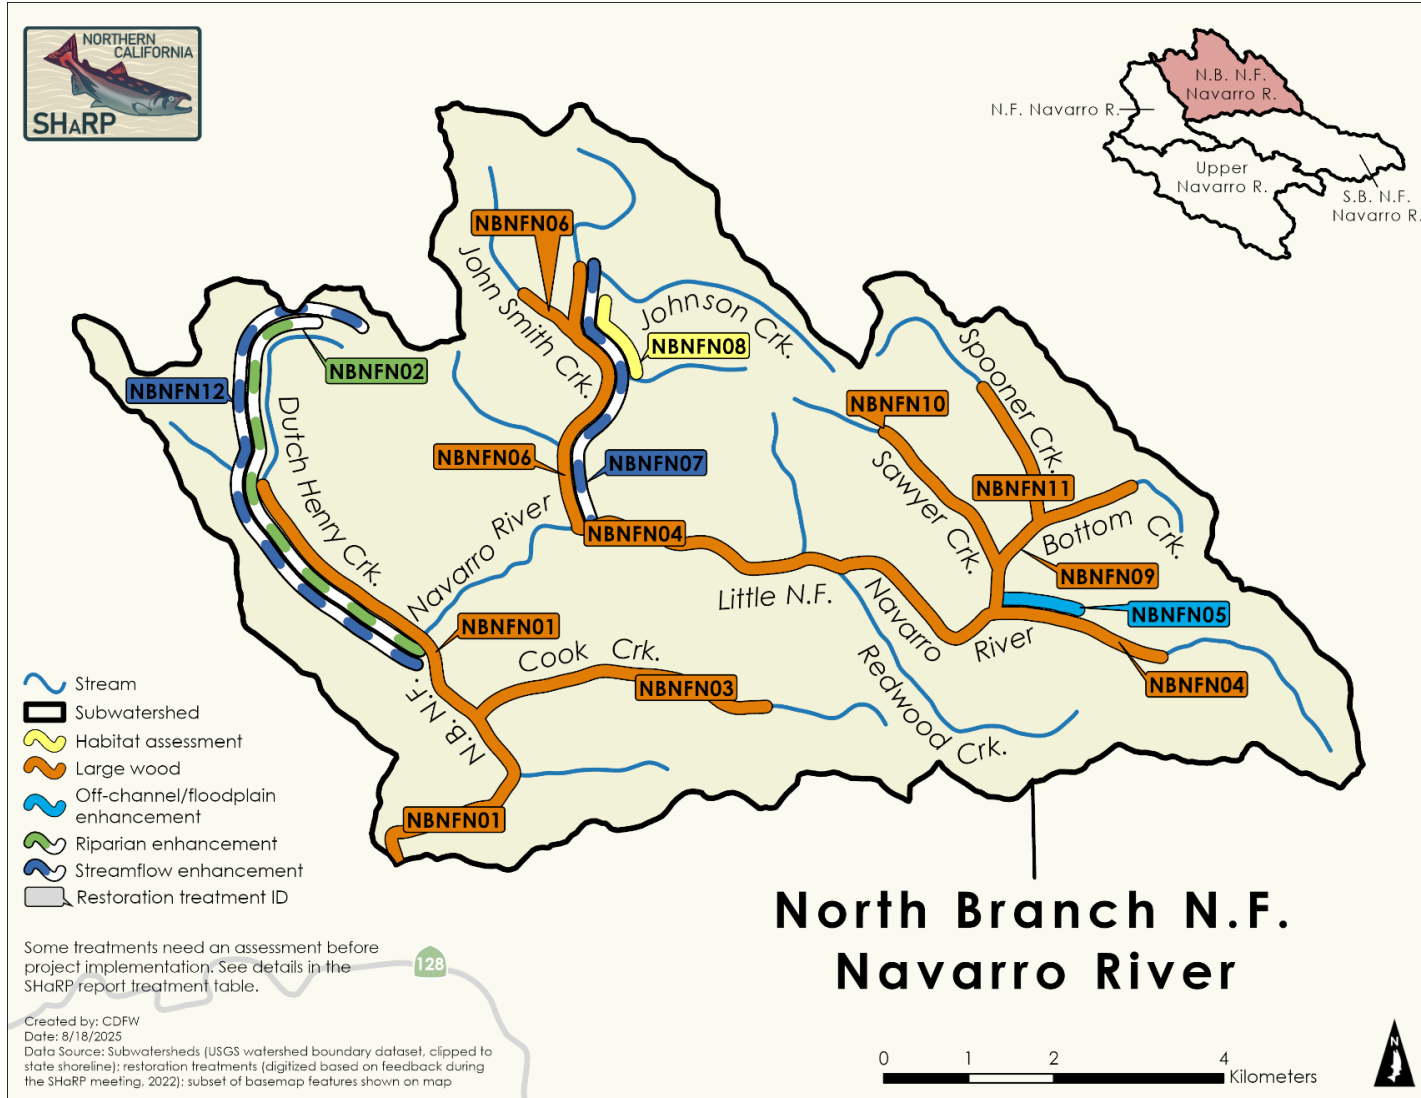 NORTHERN
CALIFORNIA
SHaRP
N.B. N.F.
Navarro R.
N.F. Navarro R.
Upper
Navarro R.
S.B. N.F.
Navarro R.
NBNFN06
John Smith Crk.
Johnson Crk.
NBNFN08
NBNFN02
NBNFN12
Dutch Henry Crk.
NBNFN06
NBNFN07
NBNFN10
Spooner Crk.
Sawyer Crk.
NBNFN11
Bottom Crk.
NBNFN09
NBNFN04
Navarro River
Little N.F. Navarro River
NBNFN05
NBNFN04
NBNFN01
Cook Crk.
NBNFN03
Redwood Crk.
N.B. N.F.
NBNFN01
Stream
Subwatershed
Habitat assessment
Large wood
Off-channel/floodplain
enhancement
Riparian enhancement
Streamflow enhancement
Restoration treatment ID
North Branch N.F.
Navarro River
Some treatments need an assessment before
project implementation. See details in the
SHaRP report treatment table.
128
Created by: CDFW
Date: 8/18/2025
Data Source: Subwatersheds (USGS watershed boundary dataset, clipped to
state shoreline); restoration treatments (digitized based on feedback during
the SHaRP meeting, 2022); subset of basemap features shown on map
0 1 2 4
Kilometers
N